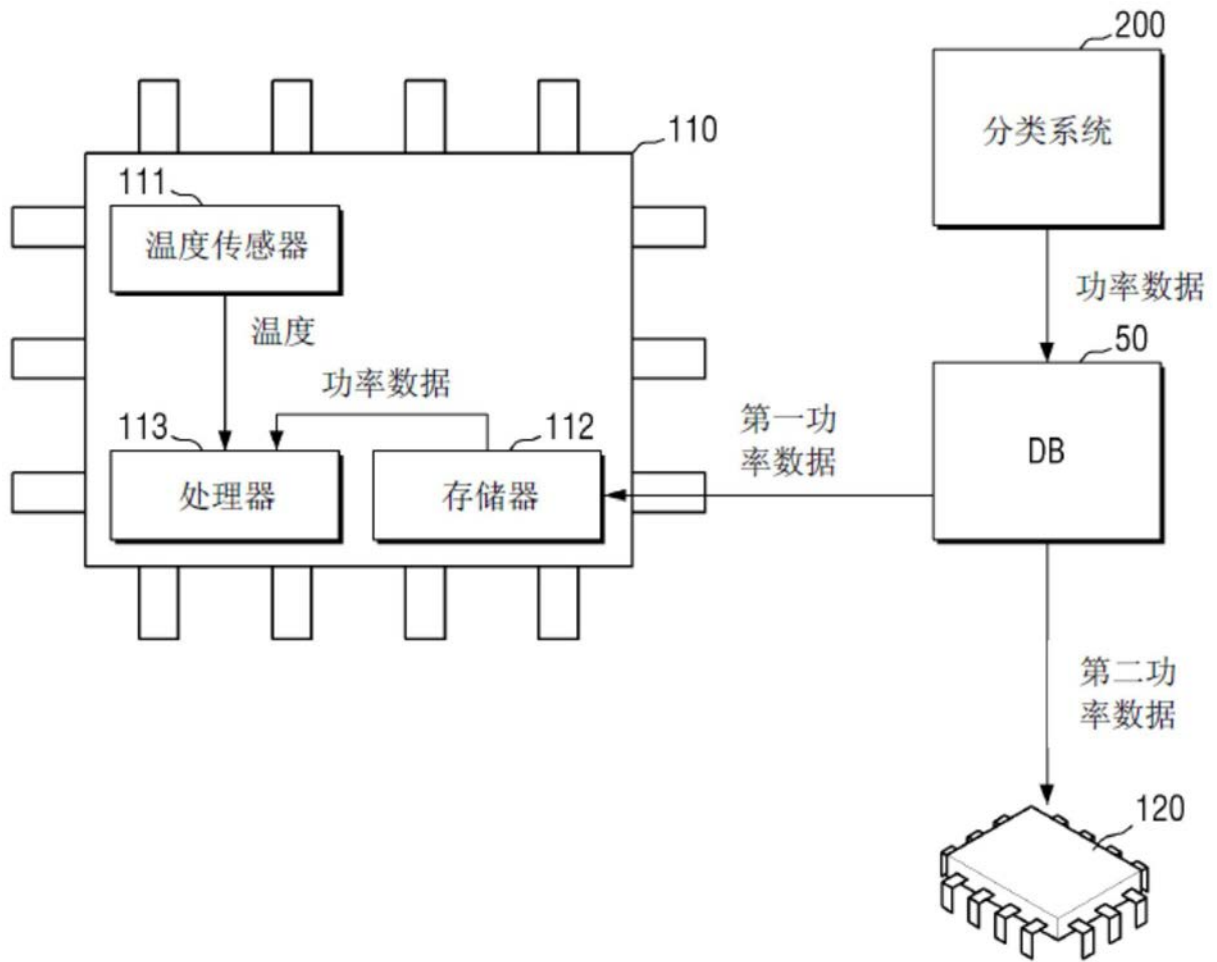 200
分类系统
110
111
温度传感器
功率数据
温度
50
功率数据
113
112
第一功
率数据
DB
处理器
存储器
第二功
率数据
120